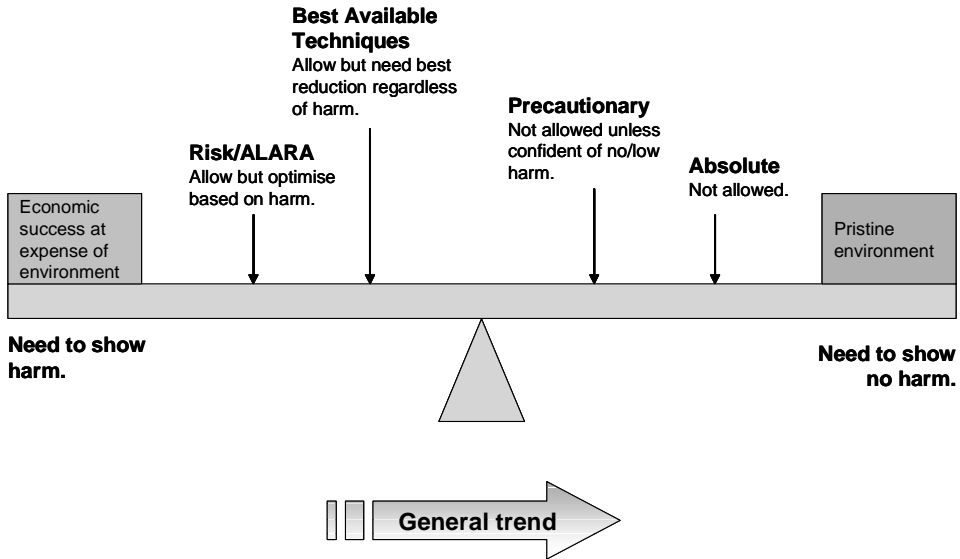 Best Available
Techniques
Allow but need best
reduction regardless
of harm.
Precautionary
Not allowed unless
confident of no/low
harm.
Risk/ALARA
Allow but optimise
based on harm.
Absolute
Not allowed.
Economic
success at
expense of
environment
Pristine
environment
Need to show
harm.
Need to show
no harm.
General trend